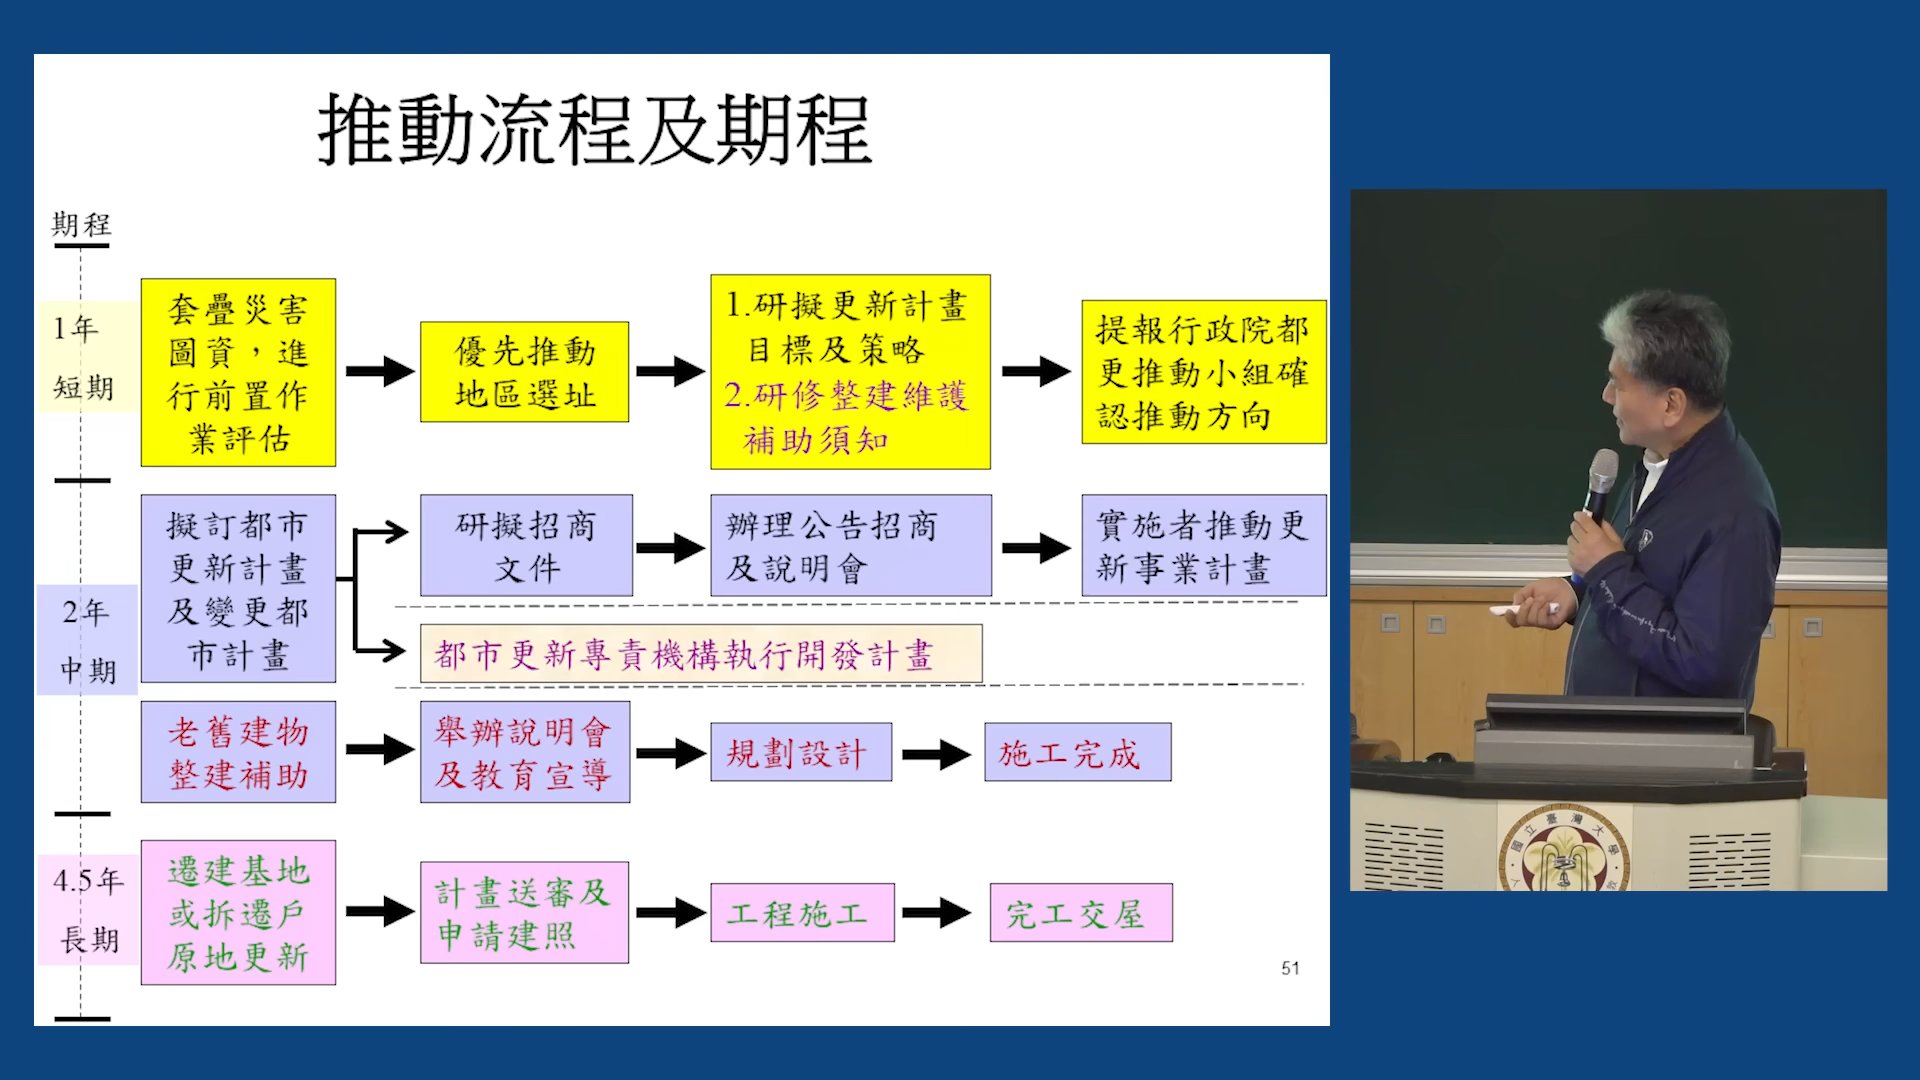 推動流程及期程
期程
1年
短期
套疊災害
圖資，進
行前置作
業評估
優先推動
地區選址
1.研擬更新計畫
目標及策略
2.研修整建維護
補助須知
提報行政院都
更推動小組確
認推動方向
2年
中期
擬訂都市
更新計畫
及變更都
市計畫
研擬招商
文件
辦理公告招商
及說明會
實施者推動更
新事業計畫
都市更新專責機構執行開發計畫
老舊建物
整建補助
舉辦說明會
及教育宣導
規劃設計
施工完成
4.5年
長期
遷建基地
或拆遷戶
原地更新
計畫送審及
申請建照
工程施工
完工交屋
51
國立臺灣大學